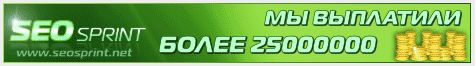 SEO SPRINT
www.seosprint.net
МЫ ВЫПЛАТИЛИ
БОЛЕЕ 25000000